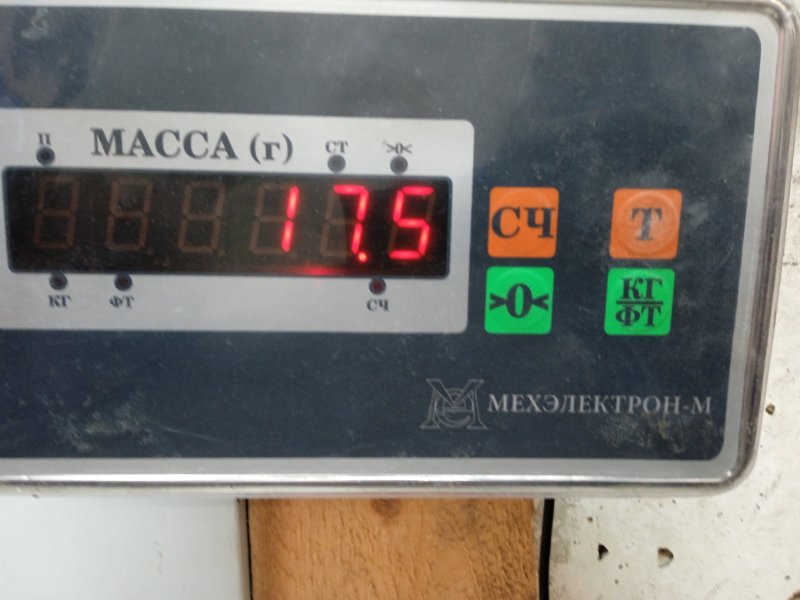 П МАССА (г) СТ >0<
17.5
КГ ФТ СЧ
СЧ Т
>0< КГ/ФТ
МЕХЭЛЕКТРОН-М